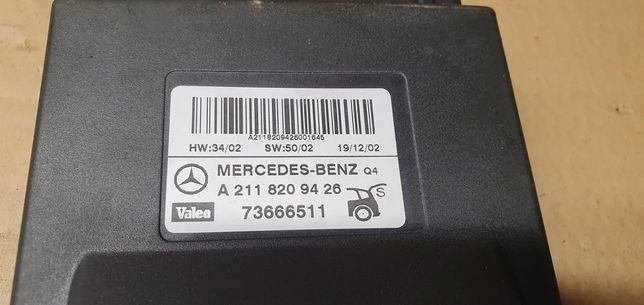 A2118209426001645
HW:34/02 SW:50/02 19/12/02
MERCEDES-BENZ Q4
A 211 820 94 26
S
Valeo 73666511